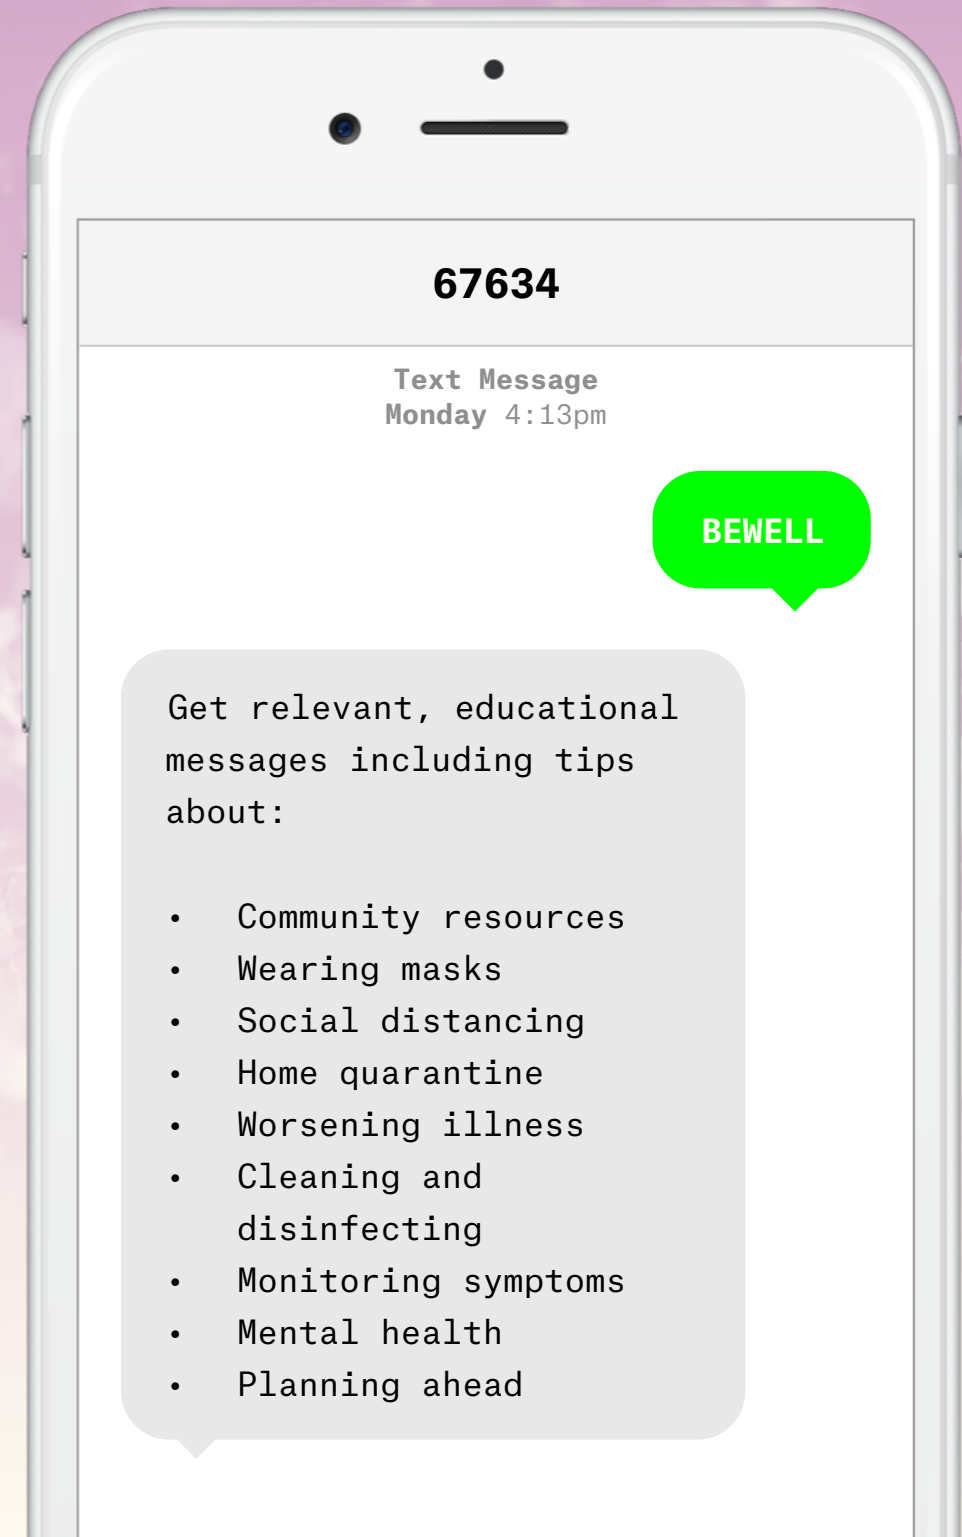 67634
Text Message
Monday 4:13pm
BEWELL
Get relevant, educational
messages including tips
about:
• Community resources
• Wearing masks
• Social distancing
• Home quarantine
• Worsening illness
• Cleaning and
disinfecting
• Monitoring symptoms
• Mental health
• Planning ahead